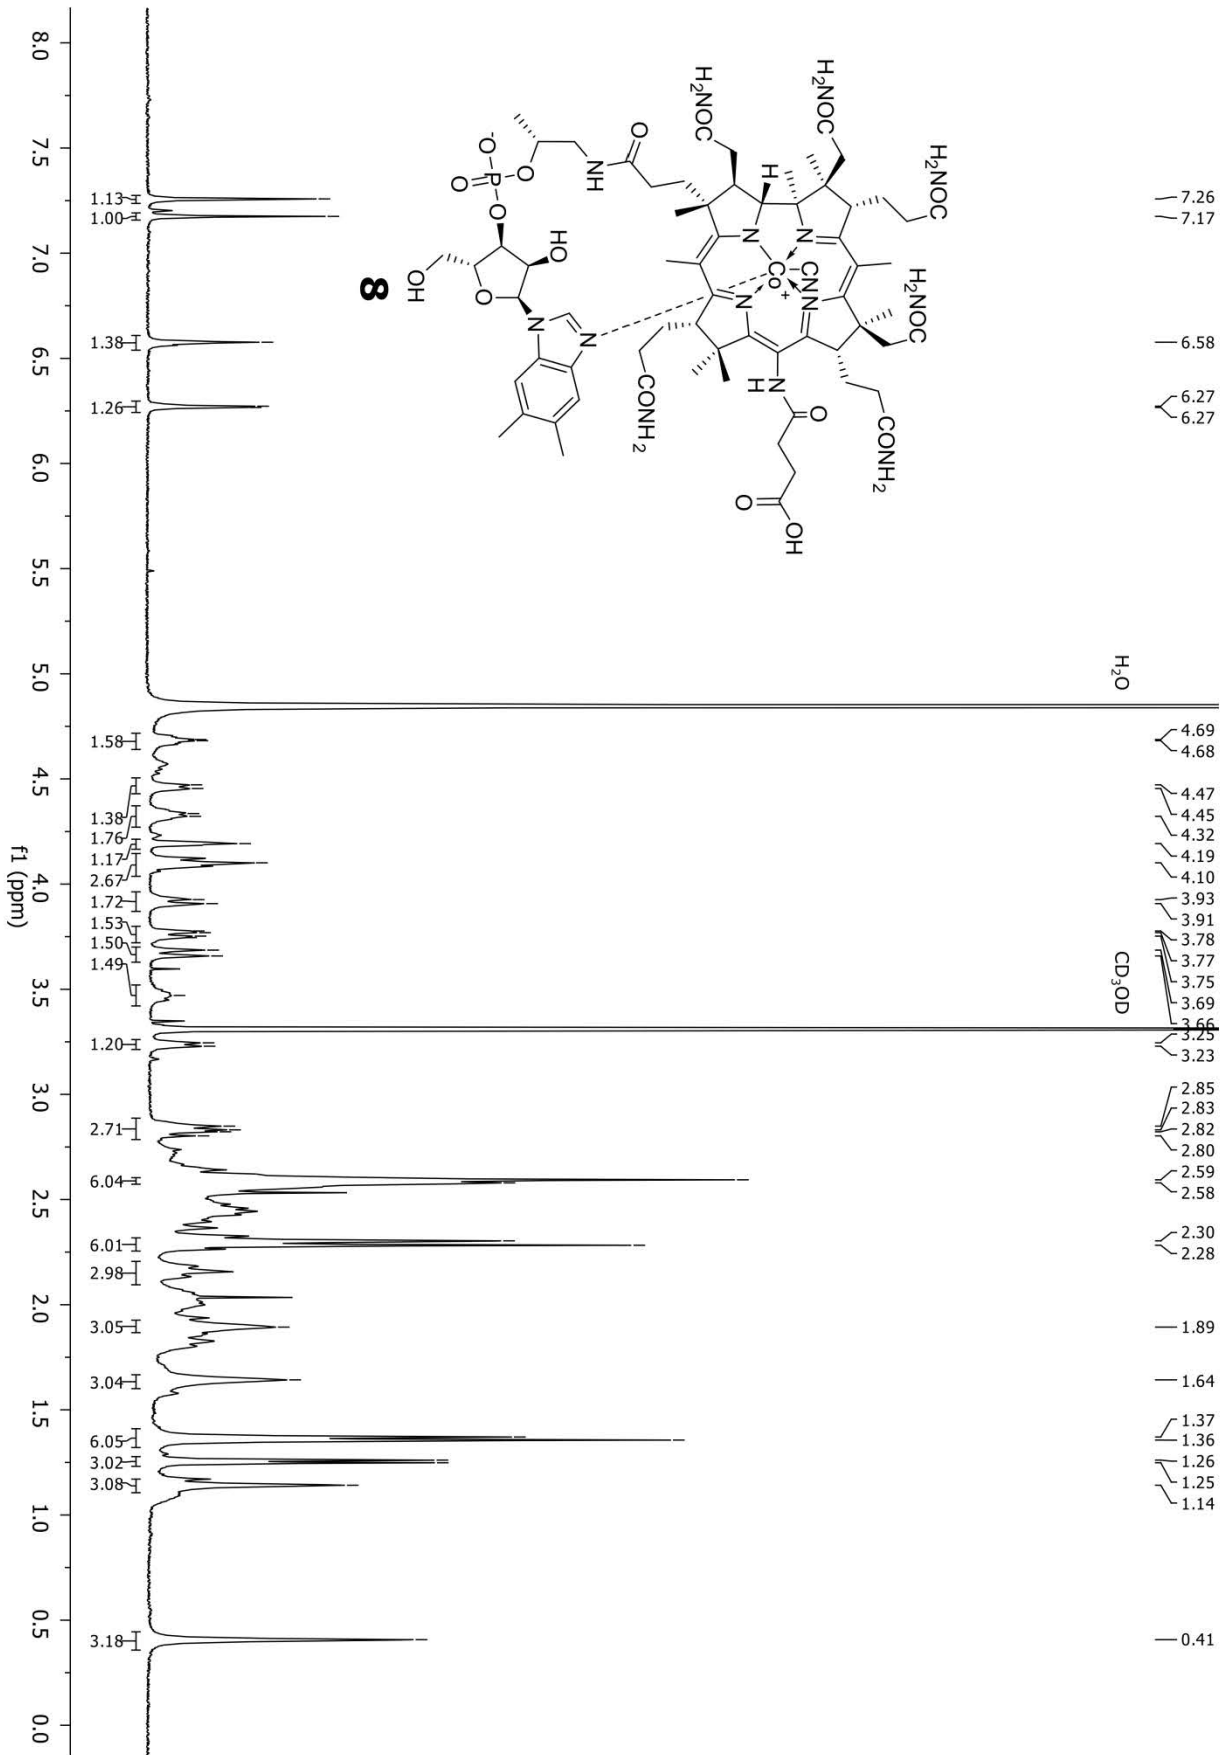 7.26
7.17
6.58
6.27
6.27
4.69
4.68
4.47
4.45
4.32
4.19
4.10
3.93
3.91
3.78
3.77
3.75
3.69
3.66
3.25
3.23
2.85
2.83
2.82
2.80
2.59
2.58
2.30
2.28
1.89
1.64
1.37
1.36
1.26
1.25
1.14
0.41
H₂O
CD₃OD
H₂NOC
H₂NOC
H₂NOC
H₂NOC
H
N
N
N
N
CN
Co
+
CONH₂
CONH₂
H
N
O
O
OH
O
NH
O
P
-O
O
O
HO
O
OH
N
N
8
1.13
1.00
1.38
1.26
1.58
1.38
1.76
1.17
2.67
1.72
1.53
1.50
1.49
1.20
2.71
6.04
6.01
2.98
3.05
3.04
6.05
3.02
3.08
3.18
8.0 7.5 7.0 6.5 6.0 5.5 5.0 4.5 4.0 3.5 3.0 2.5 2.0 1.5 1.0 0.5 0.0
f1 (ppm)